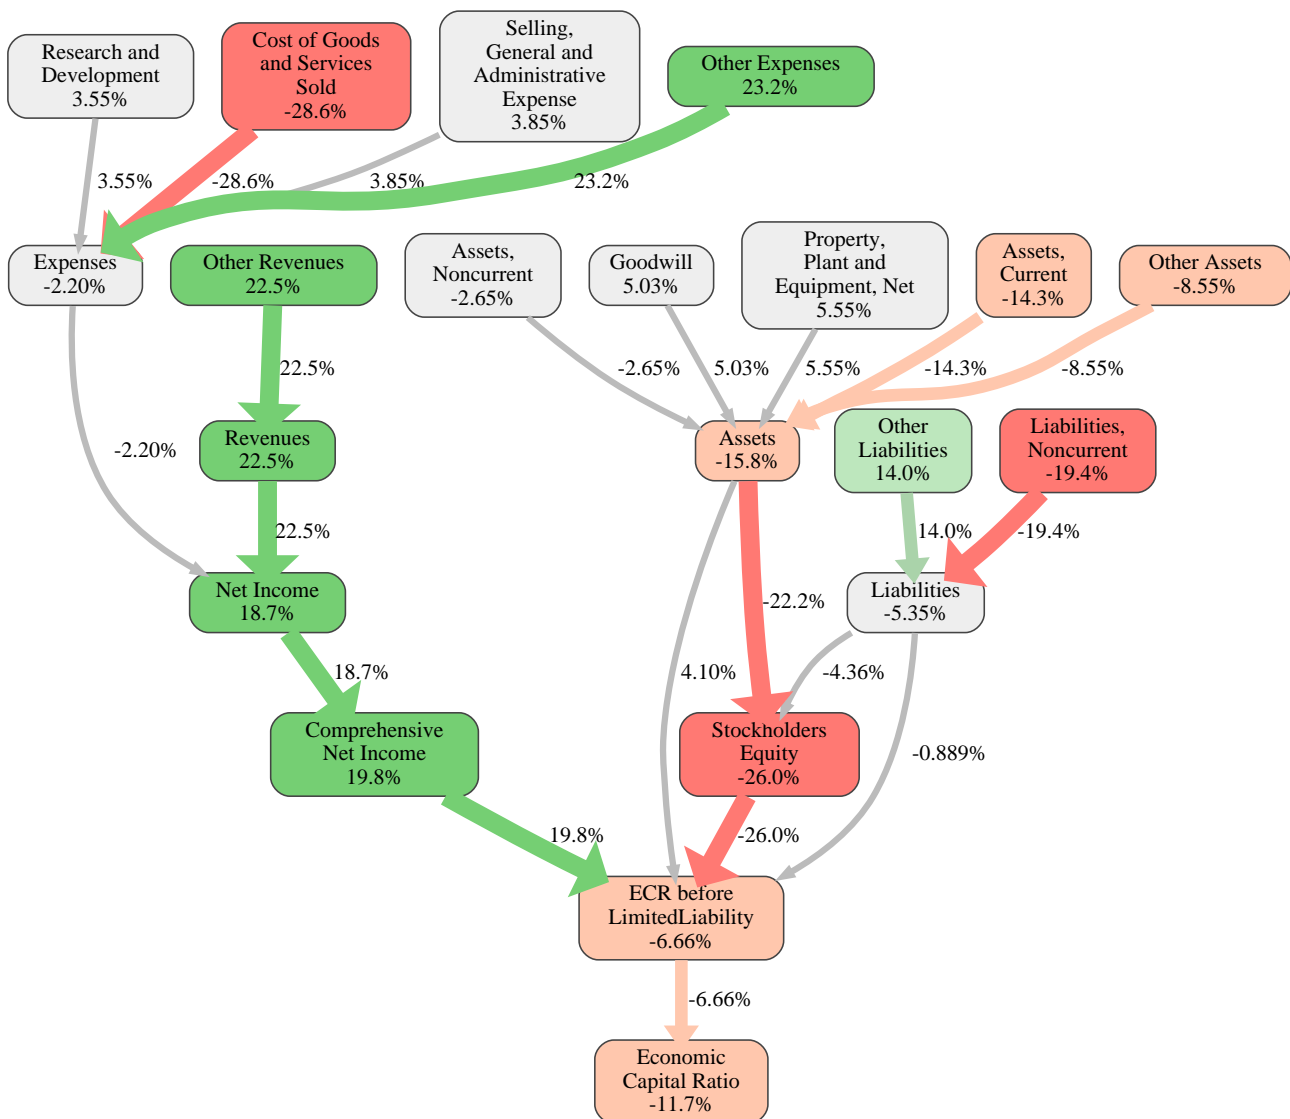 Research and
Development
3.55%
Cost of Goods
and Services
Sold
-28.6%
Selling,
General and
Administrative
Expense
3.85%
Other Expenses
23.2%
3.55%
-28.6%
3.85%
23.2%
Expenses
-2.20%
Other Revenues
22.5%
Assets,
Noncurrent
-2.65%
Goodwill
5.03%
Property,
Plant and
Equipment, Net
5.55%
Assets,
Current
-14.3%
Other Assets
-8.55%
22.5%
-2.65%
5.03%
5.55%
-14.3%
-8.55%
-2.20%
Revenues
22.5%
Assets
-15.8%
Other
Liabilities
14.0%
Liabilities,
Noncurrent
-19.4%
22.5%
14.0%
-19.4%
Net Income
18.7%
-22.2%
Liabilities
-5.35%
18.7%
4.10%
-4.36%
Comprehensive
Net Income
19.8%
Stockholders
Equity
-26.0%
-0.889%
19.8%
-26.0%
ECR before
LimitedLiability
-6.66%
-6.66%
Economic
Capital Ratio
-11.7%